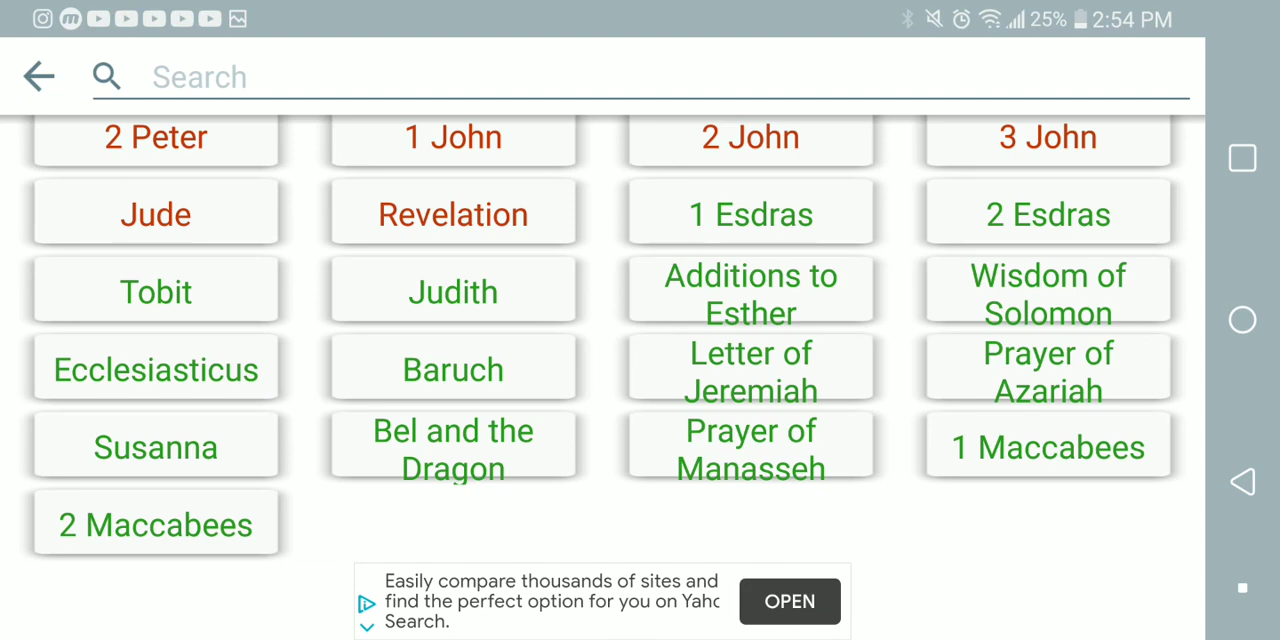 25% 2:54 PM
Search
2 Peter
1 John
2 John
3 John
Jude
Revelation
1 Esdras
2 Esdras
Tobit
Judith
Additions to
Esther
Wisdom of
Solomon
Ecclesiasticus
Baruch
Letter of
Jeremiah
Prayer of
Azariah
Susanna
Bel and the
Dragon
Prayer of
Manasseh
1 Maccabees
2 Maccabees
Easily compare thousands of sites and
find the perfect option for you on Yaho
Search.
OPEN